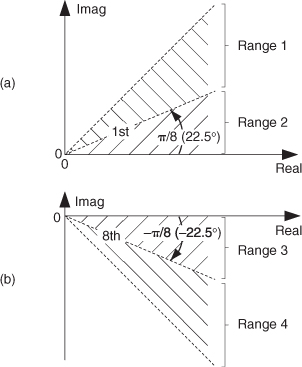 Imag
Range 1
(a)
1st
Range 2
π/8 (22.5°)
0
0
Real
Imag
0
Real
8th
−π/8 (−22.5°)
Range 3
(b)
Range 4